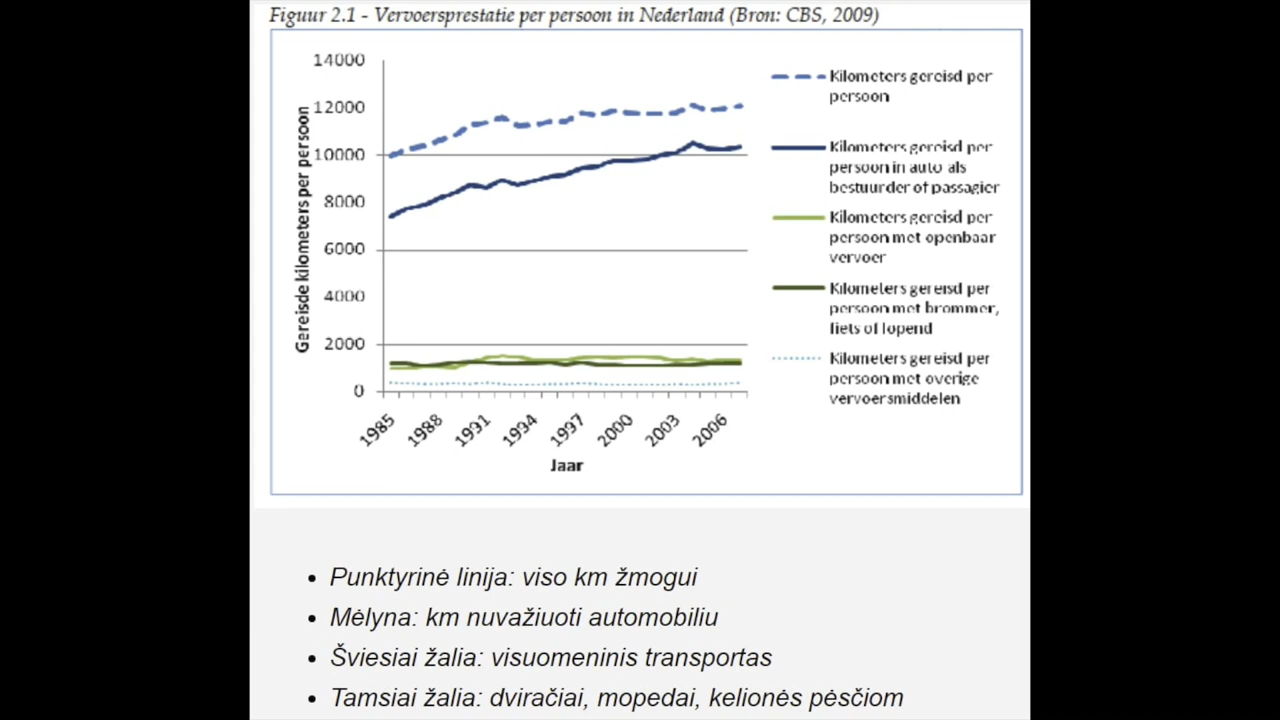 Figuur 2.1 - Vervoersprestatie per persoon in Nederland (Bron: CBS, 2009)
Gereisde kilometers per persoon
14000
12000
10000
8000
6000
4000
2000
0
1985
1988
1991
1994
1997
2000
2003
2006
Jaar
Kilometers gereisd per
persoon
Kilometers gereisd per
persoon in auto als
bestuurder of passagier
Kilometers gereisd per
persoon met openbaar
vervoer
Kilometers gereisd per
persoon met brommer,
fiets of lopend
Kilometers gereisd per
persoon met overige
vervoersmiddelen
• Punktyrinė linija: viso km žmogui
• Mėlyna: km nuvažiuoti automobiliu
• Šviesiai žalia: visuomeninis transportas
• Tamsiai žalia: dviračiai, mopedai, kelionės pėsčiom